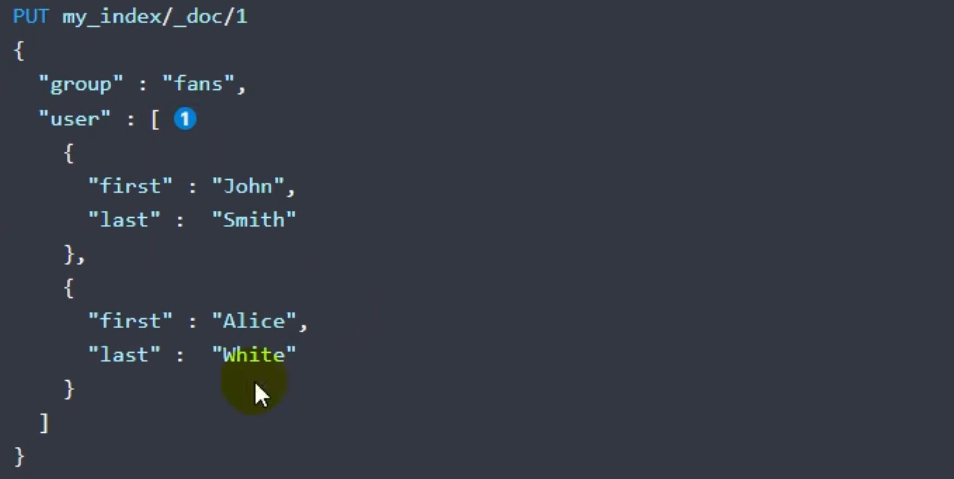 PUT my_index/_doc/1
{
  "group" : "fans",
  "user" : [ 1
    {
      "first" : "John",
      "last" :  "Smith"
    },
    {
      "first" : "Alice",
      "last" :  "White"
    }
  ]
}